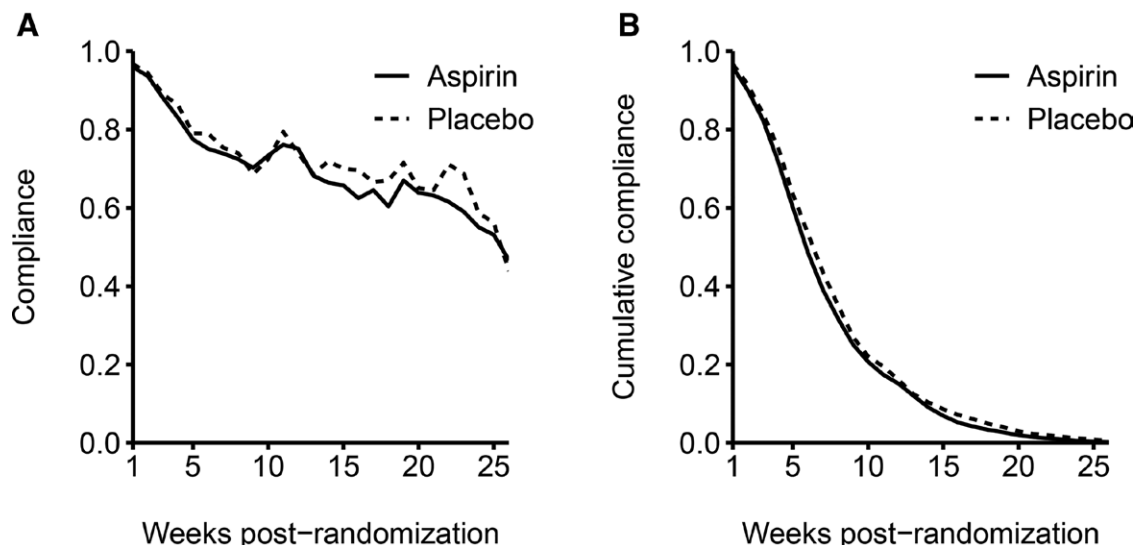 A
Compliance
1.0
0.8
0.6
0.4
0.2
0.0
Aspirin
Placebo
1 5 10 15 20 25
Weeks post−randomization
B
Cumulative compliance
1.0
0.8
0.6
0.4
0.2
0.0
Aspirin
Placebo
1 5 10 15 20 25
Weeks post−randomization